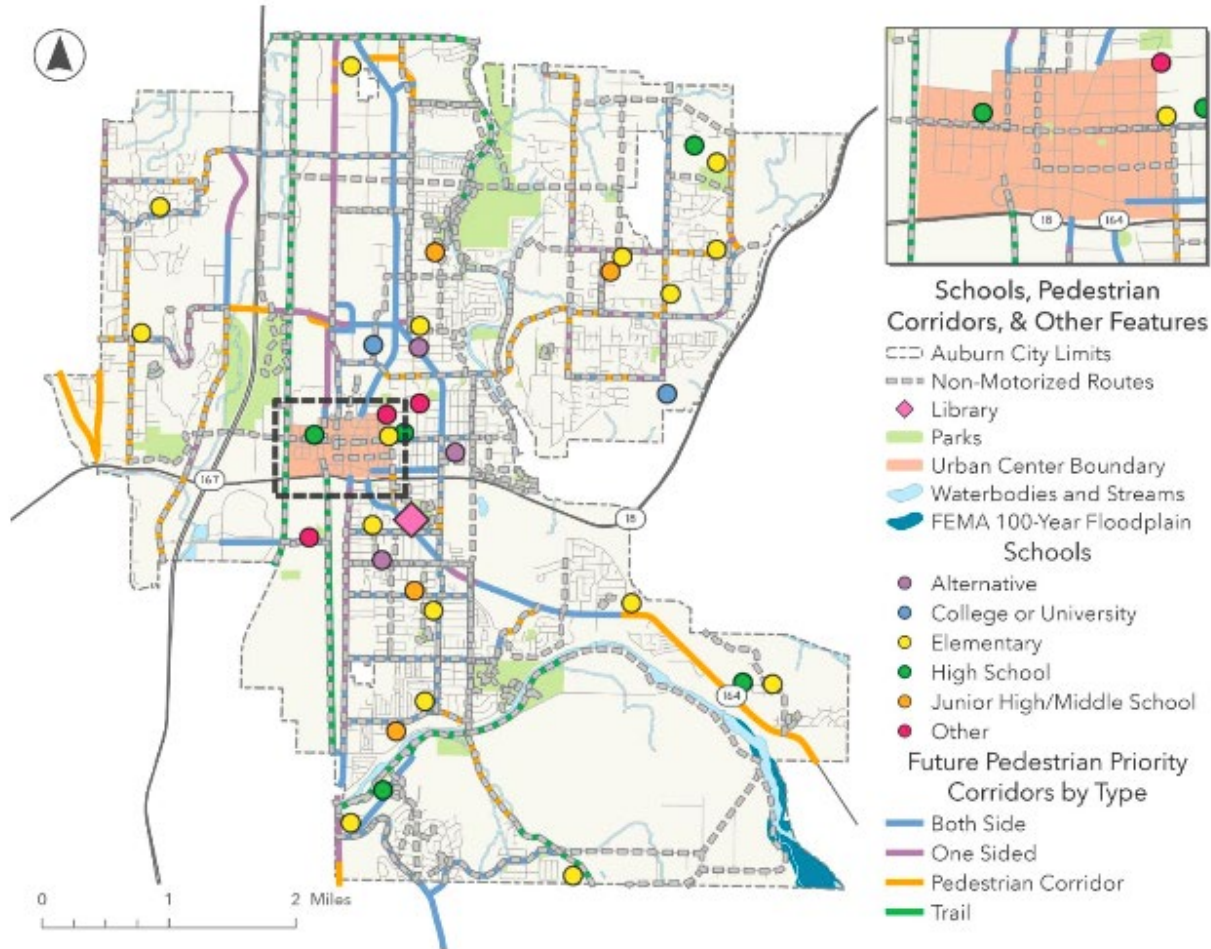 18
164
Schools, Pedestrian
Corridors, & Other Features
Auburn City Limits
Non-Motorized Routes
Library
Parks
Urban Center Boundary
Waterbodies and Streams
FEMA 100-Year Floodplain
Schools
Alternative
College or University
Elementary
High School
Junior High/Middle School
Other
Future Pedestrian Priority
Corridors by Type
Both Side
One Sided
Pedestrian Corridor
Trail
167
18
164
0 1 2 Miles